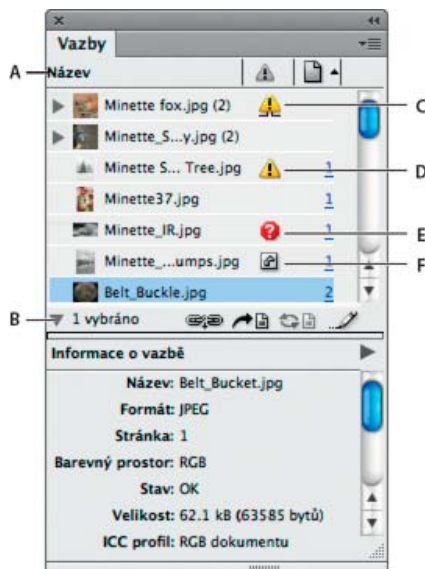 Vazby
A Název
Minette fox.jpg (2) C
Minette_S...y.jpg (2)
Minette S... Tree.jpg 1 D
Minette37.jpg 1
Minette_IR.jpg 1 E
Minette_...umps.jpg 1 F
Belt_Buckle.jpg 2
B 1 vybráno
Informace o vazbě
Název: Belt_Bucket.jpg
Formát: JPEG
Stránka: 1
Barevný prostor: RGB
Stav: OK
Velikost: 62.1 kB (63585 bytů)
ICC profil: RGB dokumentu